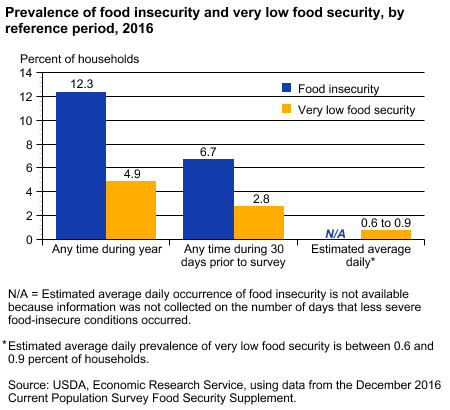 Prevalence of food insecurity and very low food security, by
reference period, 2016
Percent of households
14
12
10
8
6
4
2
0
12.3
4.9
6.7
2.8
N/A
0.6 to 0.9
Food insecurity
Very low food security
Any time during year
Any time during 30
days prior to survey
Estimated average
daily*
N/A = Estimated average daily occurrence of food insecurity is not available
because information was not collected on the number of days that less severe
food-insecure conditions occurred.
*Estimated average daily prevalence of very low food security is between 0.6 and
0.9 percent of households.
Source: USDA, Economic Research Service, using data from the December 2016
Current Population Survey Food Security Supplement.